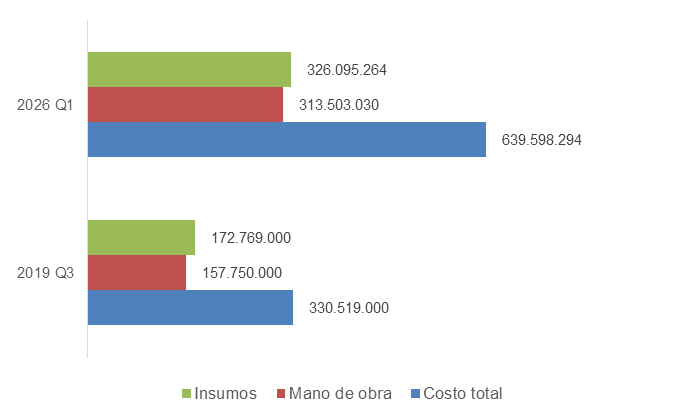 326.095.264
2026 Q1
313.503.030
639.598.294
172.769.000
2019 Q3
157.750.000
330.519.000
Insumos Mano de obra Costo total